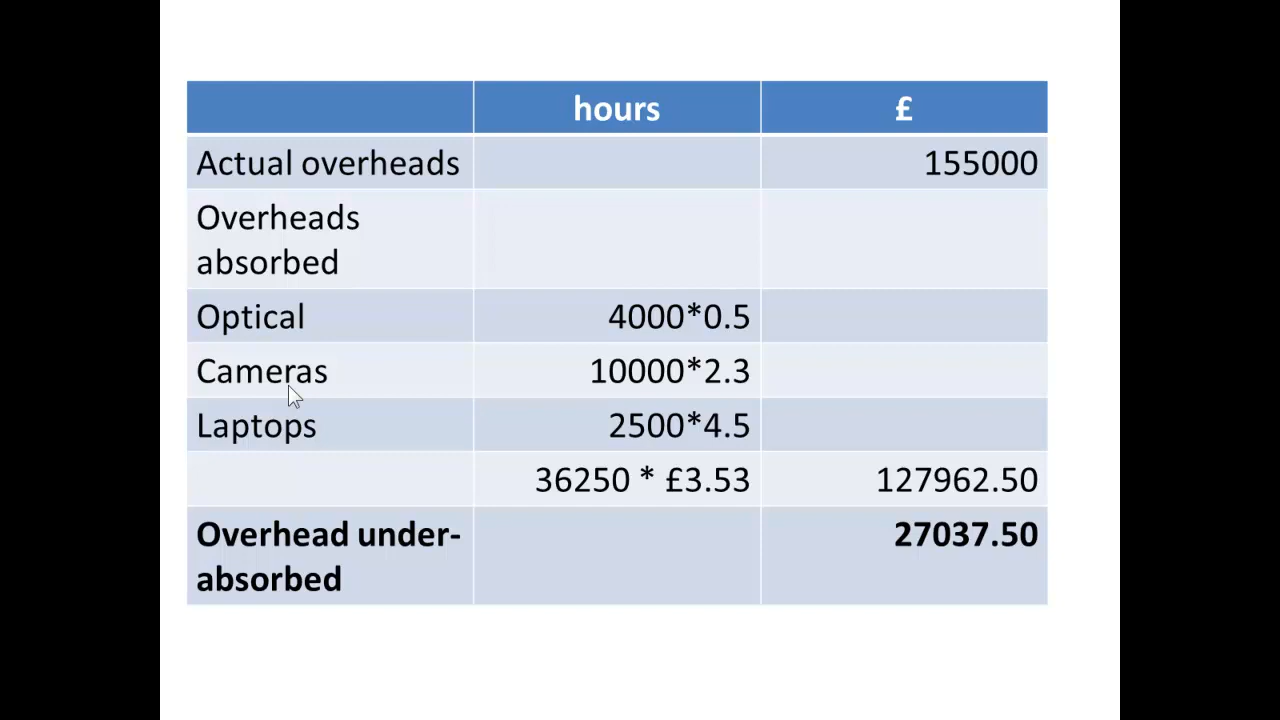 hours £
Actual overheads 155000
Overheads
absorbed
Optical 4000*0.5
Cameras 10000*2.3
Laptops 2500*4.5
36250 * £3.53 127962.50
Overhead under- 27037.50
absorbed